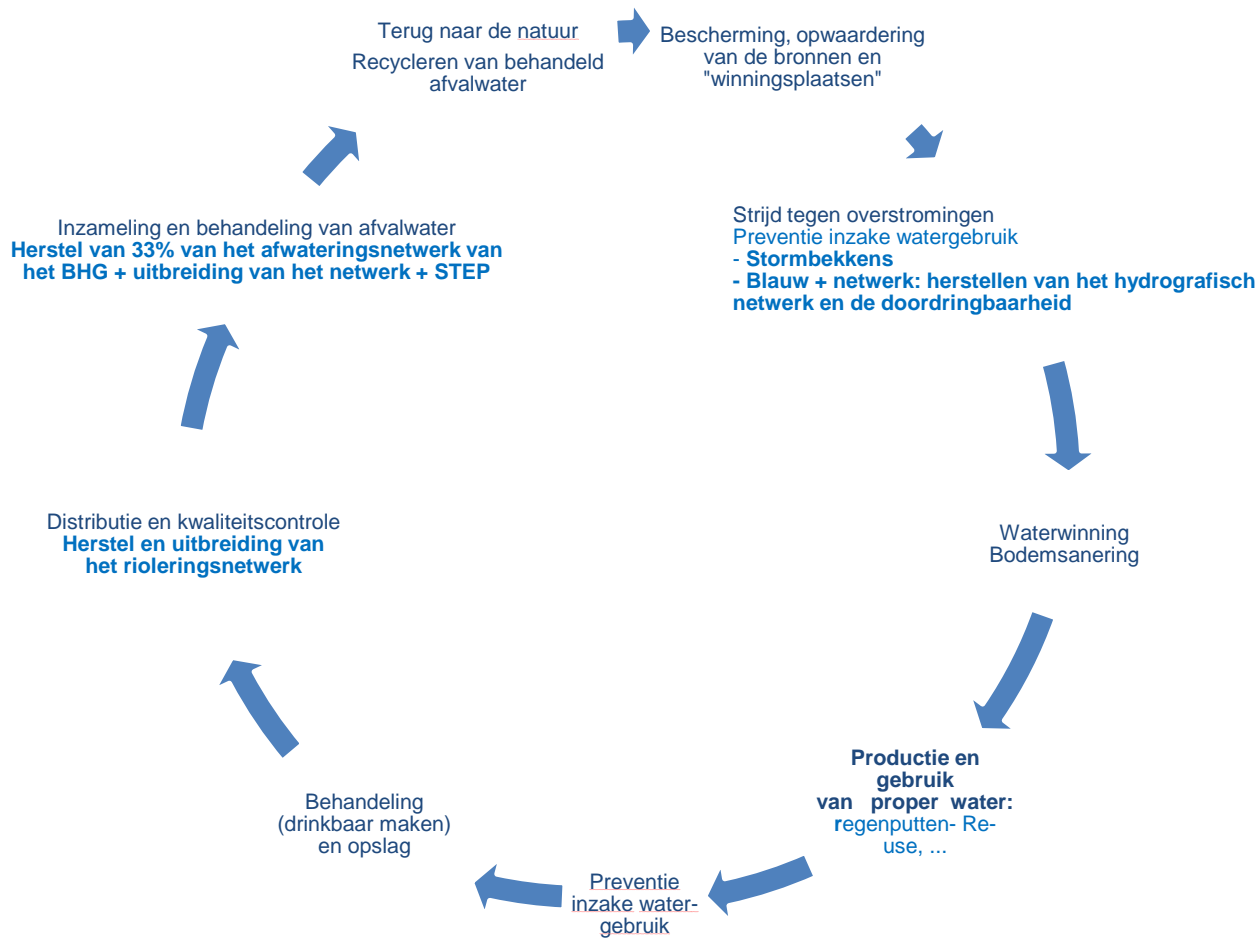 Terug naar de natuur
Recycleren van behandeld
afvalwater
Bescherming, opwaardering
van de bronnen en
"winningsplaatsen"
Strijd tegen overstromingen
Preventie inzake watergebruik
- Stormbekkens
- Blauw + netwerk: herstellen van het hydrografisch
netwerk en de doordringbaarheid
Waterwinning
Bodemsanering
Productie en
gebruik
van proper water:
regenputten- Re-
use, ...
Preventie
inzake water-
gebruik
Behandeling
(drinkbaar maken)
en opslag
Distributie en kwaliteitscontrole
Herstel en uitbreiding van
het rioleringsnetwerk
Inzameling en behandeling van afvalwater
Herstel van 33% van het afwateringsnetwerk van
het BHG + uitbreiding van het netwerk + STEP